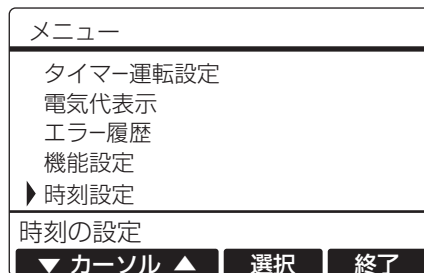 メニュー
タイマー運転設定
電気代表示
エラー履歴
機能設定
▶時刻設定
時刻の設定
▼ カーソル ▲ 選択 終了